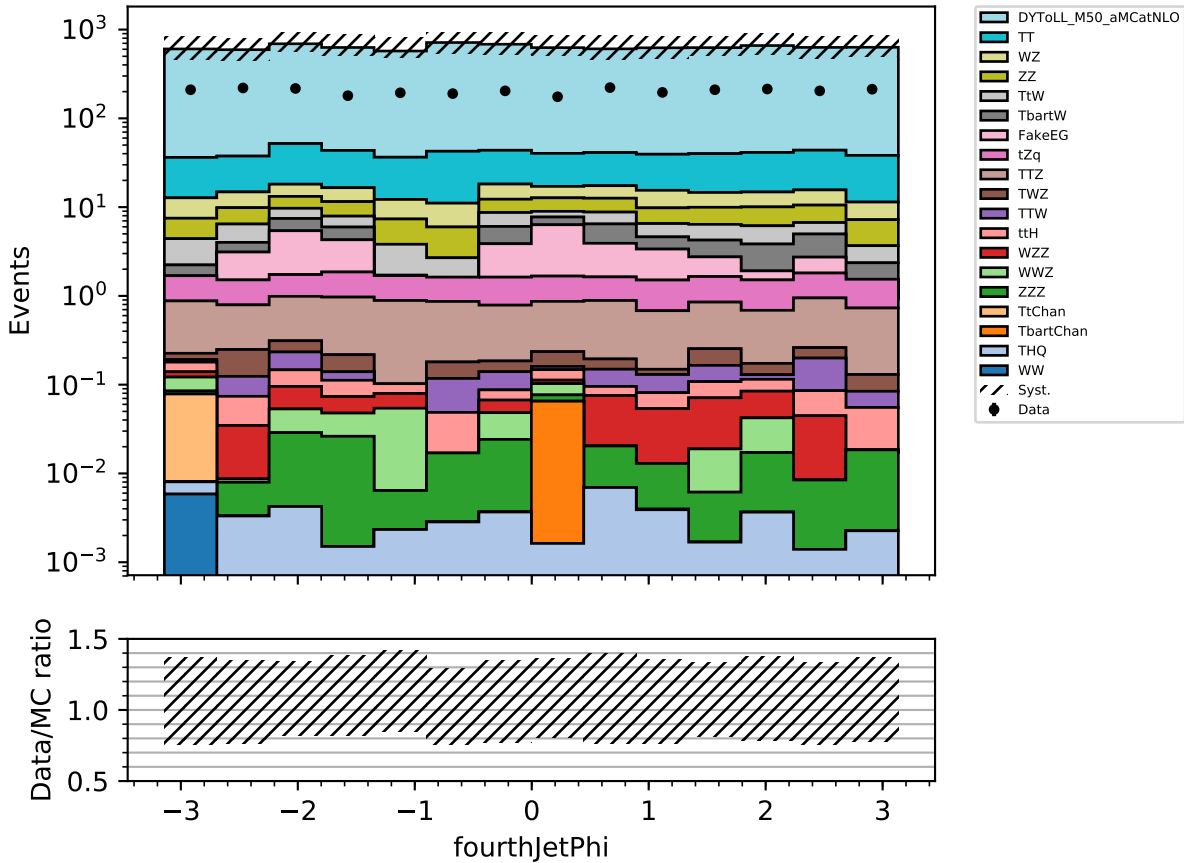 10³
10²
10¹
10⁰
10⁻¹
10⁻²
10⁻³
Events
DYToLL_M50_aMCatNLO
TT
WZ
ZZ
TtW
TbartW
FakeEG
tZq
TTZ
TWZ
TTW
ttH
WZZ
WWZ
ZZZ
TtChan
TbartChan
THQ
WW
Syst.
Data
1.5
1.0
0.5
Data/MC ratio
−3 −2 −1 0 1 2 3
fourthJetPhi